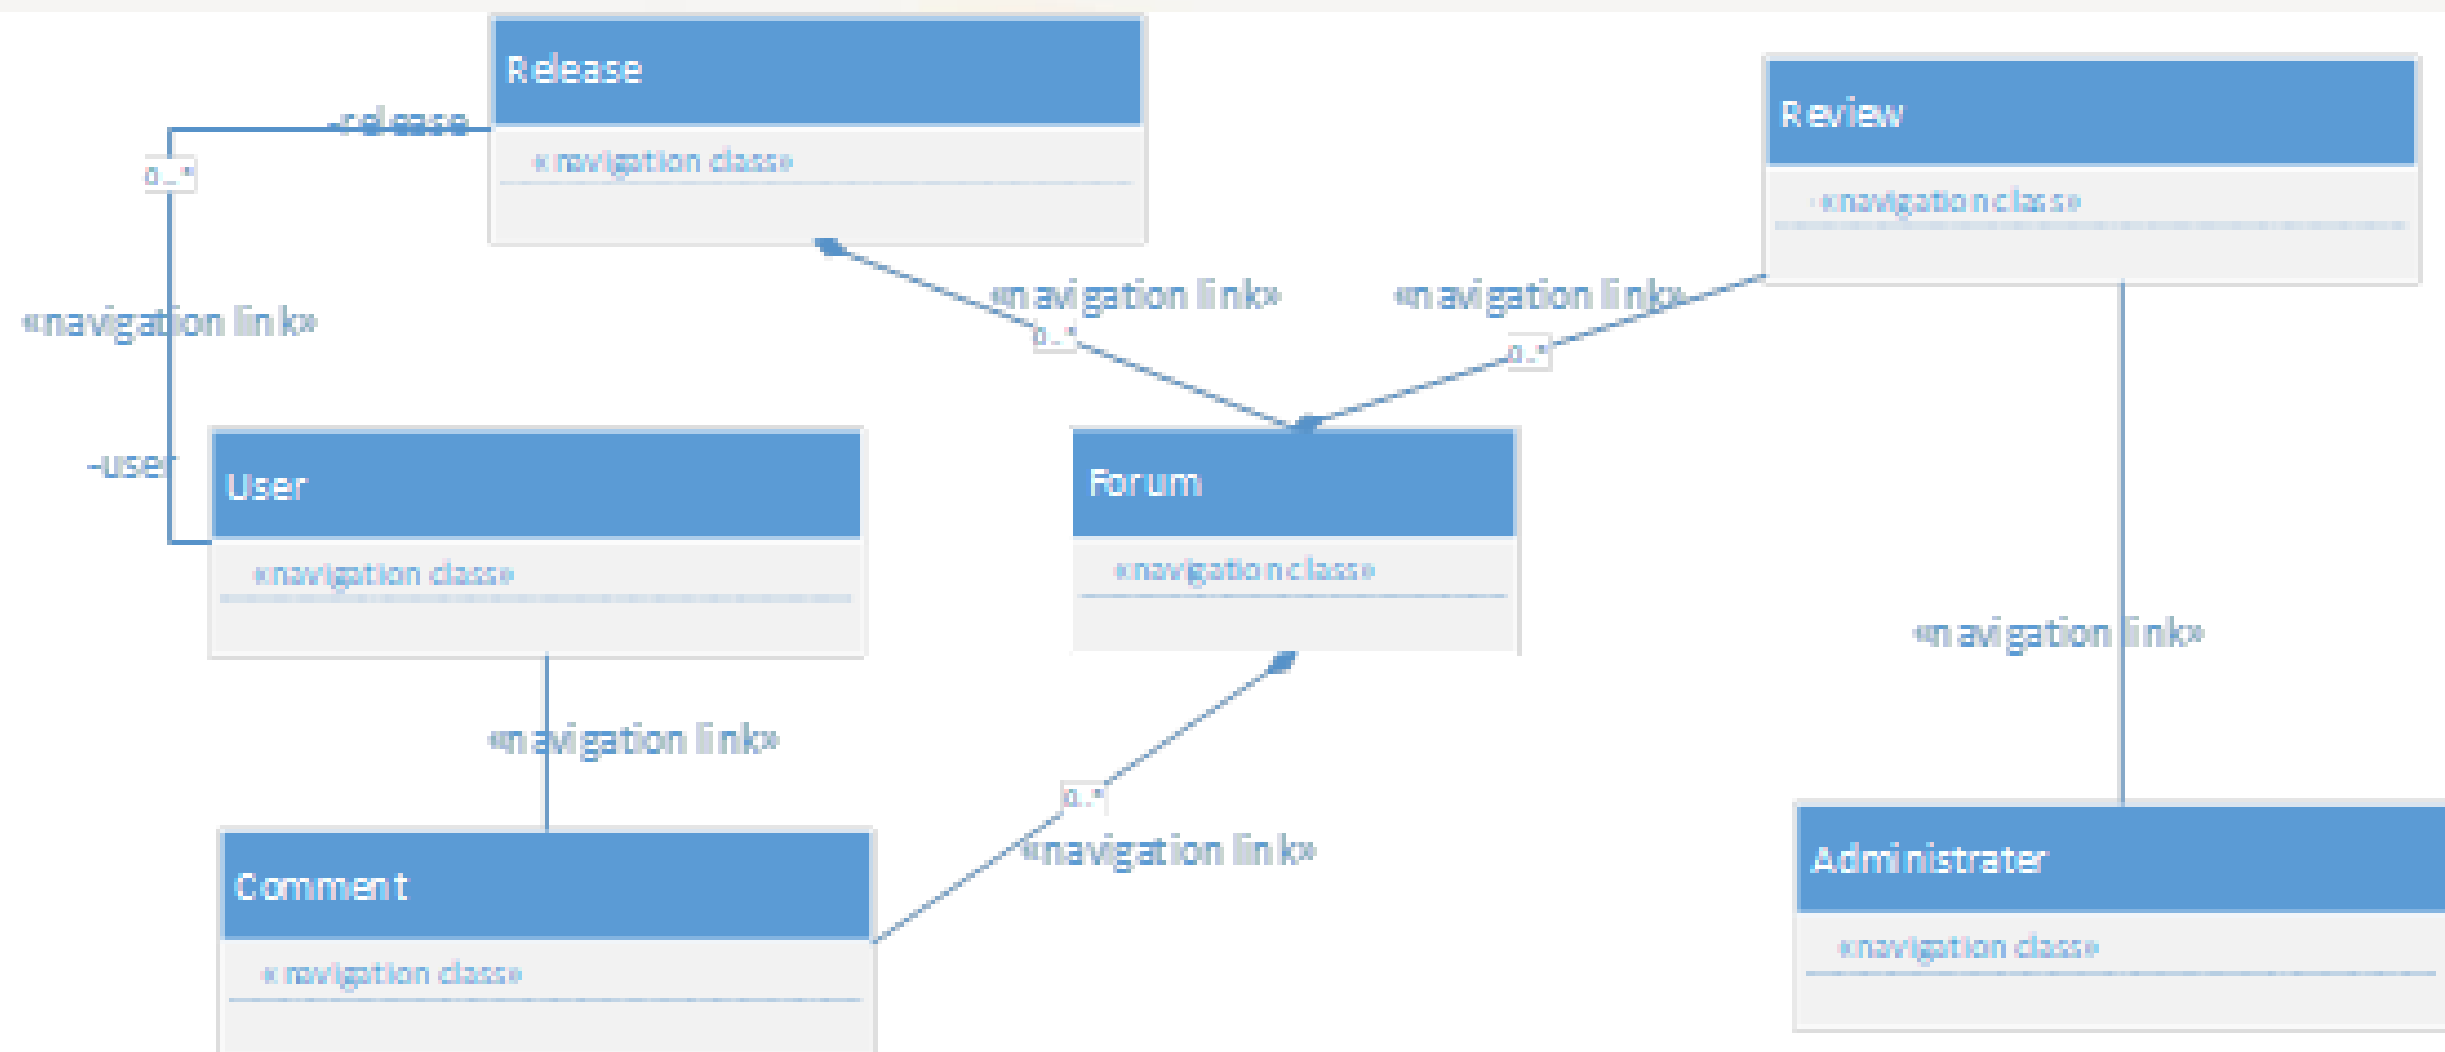 Release
Review
-release
«navigation class»
0..*
«navigation class»
«navigation link»
«navigation link»
«navigation link»
0..*
0..*
-user
User
Forum
«navigation class»
«navigation class»
«navigation link»
«navigation link»
0..*
«navigation link»
Comment
Administrater
«navigation class»
«navigation class»